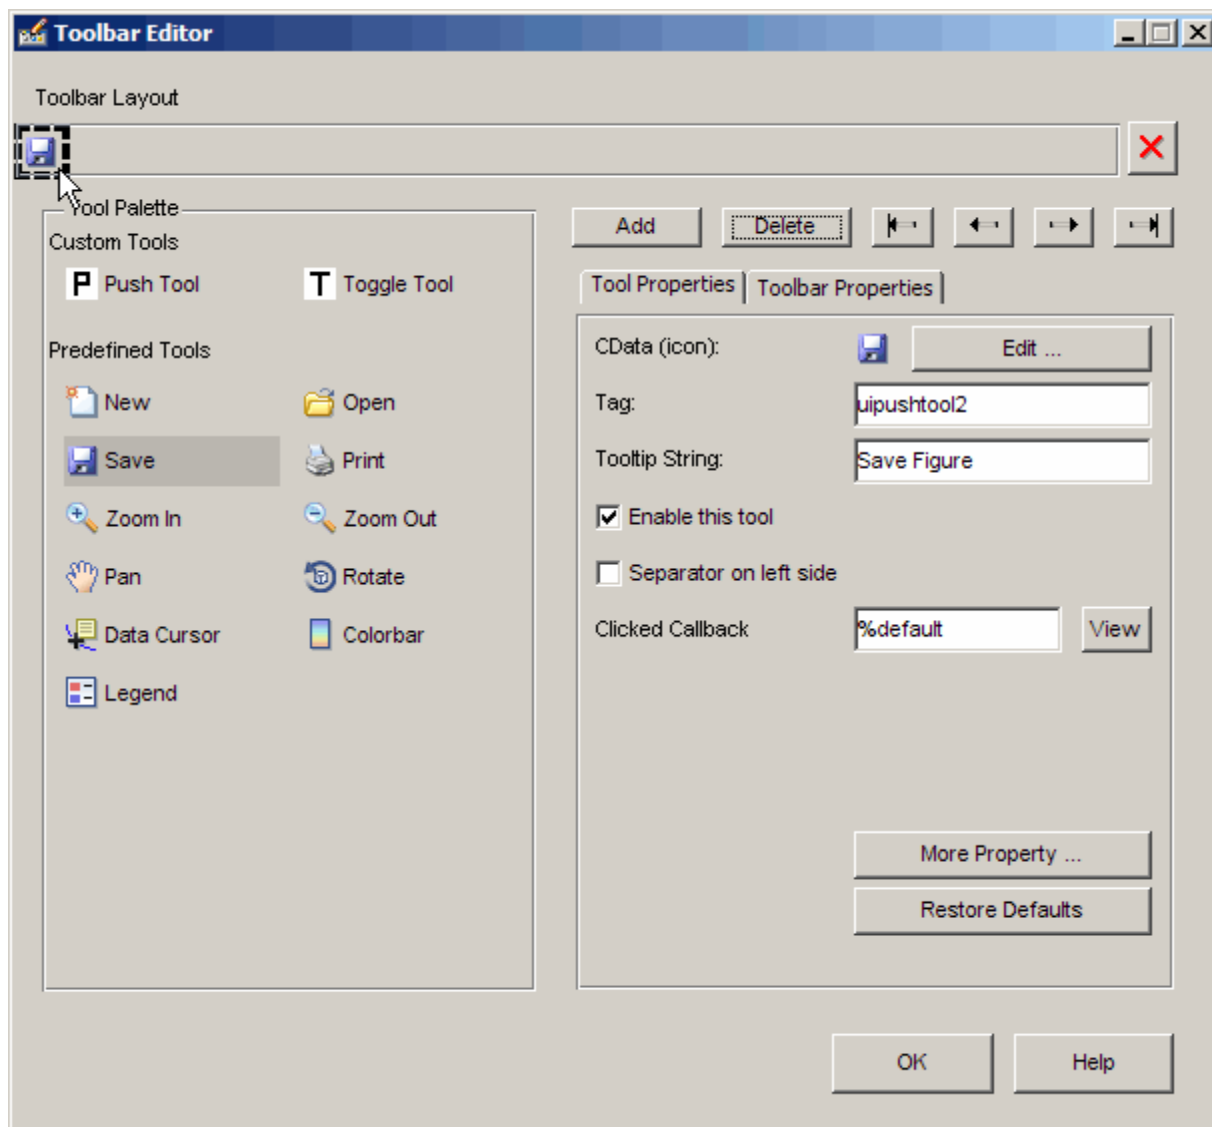 Toolbar Editor
Toolbar Layout
Tool Palette
Custom Tools
P Push Tool
T Toggle Tool
Predefined Tools
New
Open
Save
Print
Zoom In
Zoom Out
Pan
Rotate
Data Cursor
Colorbar
Legend
Add
Delete
Tool Properties
Toolbar Properties
CData (icon):
Edit ...
Tag:
uipushtool2
Tooltip String:
Save Figure
Enable this tool
Separator on left side
Clicked Callback
%default
View
More Property ...
Restore Defaults
OK
Help